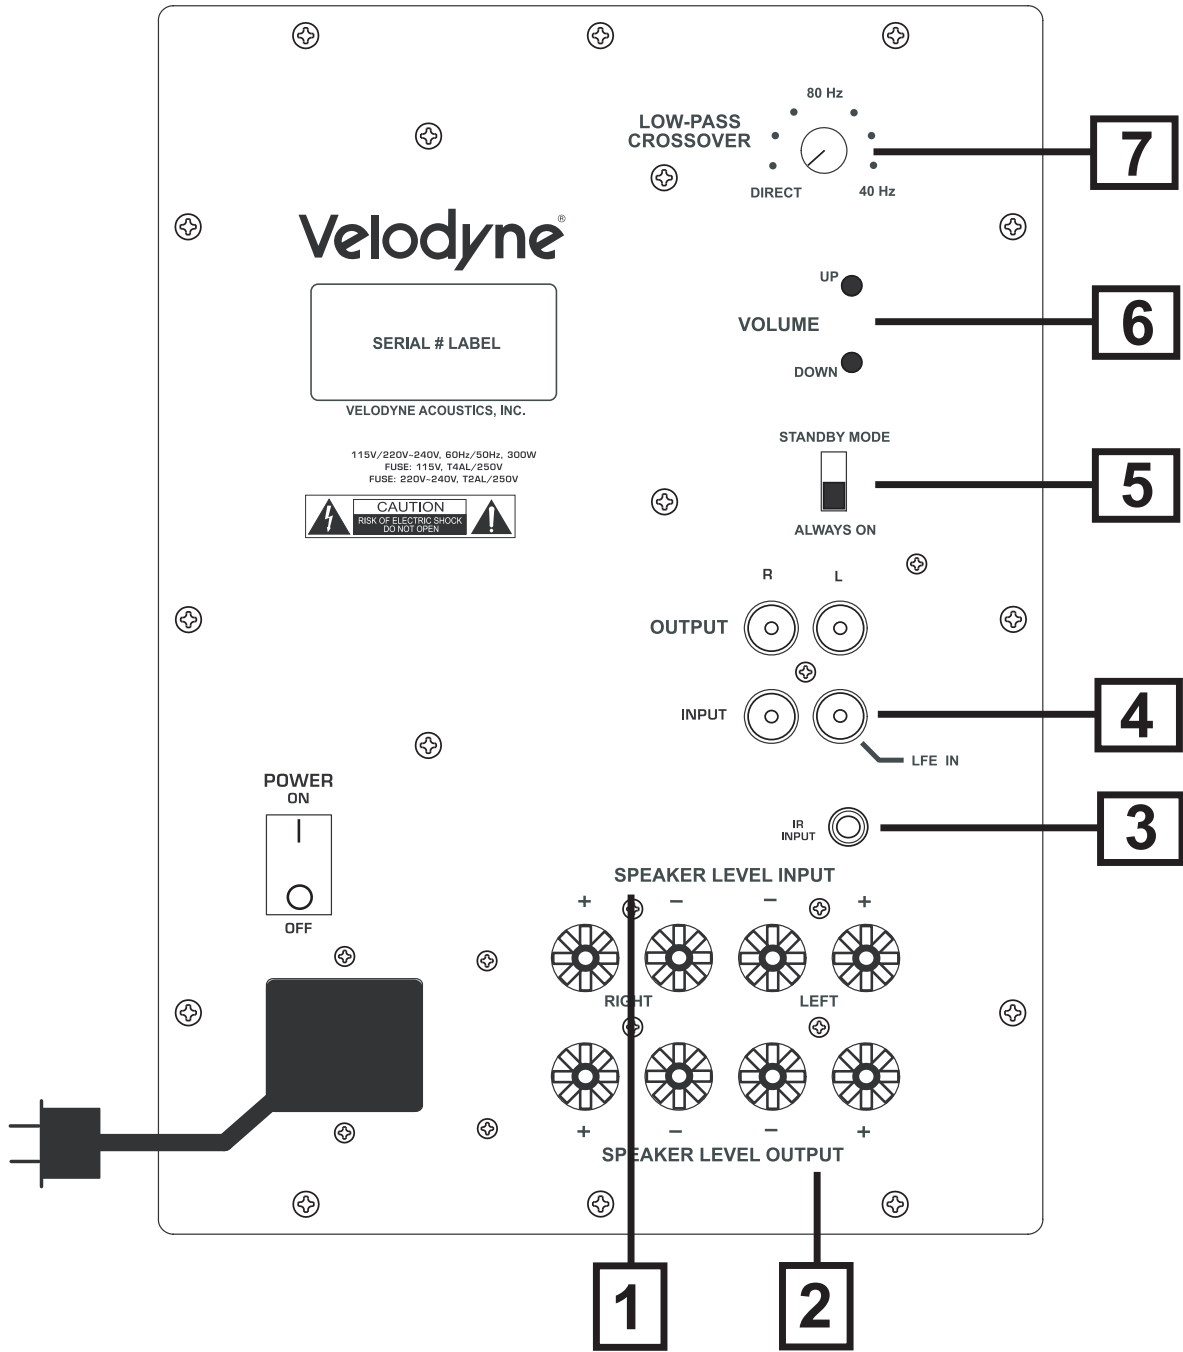 80 Hz
LOW-PASS
CROSSOVER
DIRECT
40 Hz
7
Velodyne®
UP
VOLUME
DOWN
6
SERIAL # LABEL
VELODYNE ACOUSTICS, INC.
115V/220V~240V, 60Hz/50Hz, 300W
FUSE: 115V, T4AL/250V
FUSE: 220V~240V, T2AL/250V
CAUTION
RISK OF ELECTRIC SHOCK
DO NOT OPEN
STANDBY MODE
ALWAYS ON
5
R L
OUTPUT
INPUT
LFE IN
4
POWER
ON
OFF
IR
INPUT
3
SPEAKER LEVEL INPUT
+ − − +
RIGHT LEFT
+ − − +
SPEAKER LEVEL OUTPUT
1 2